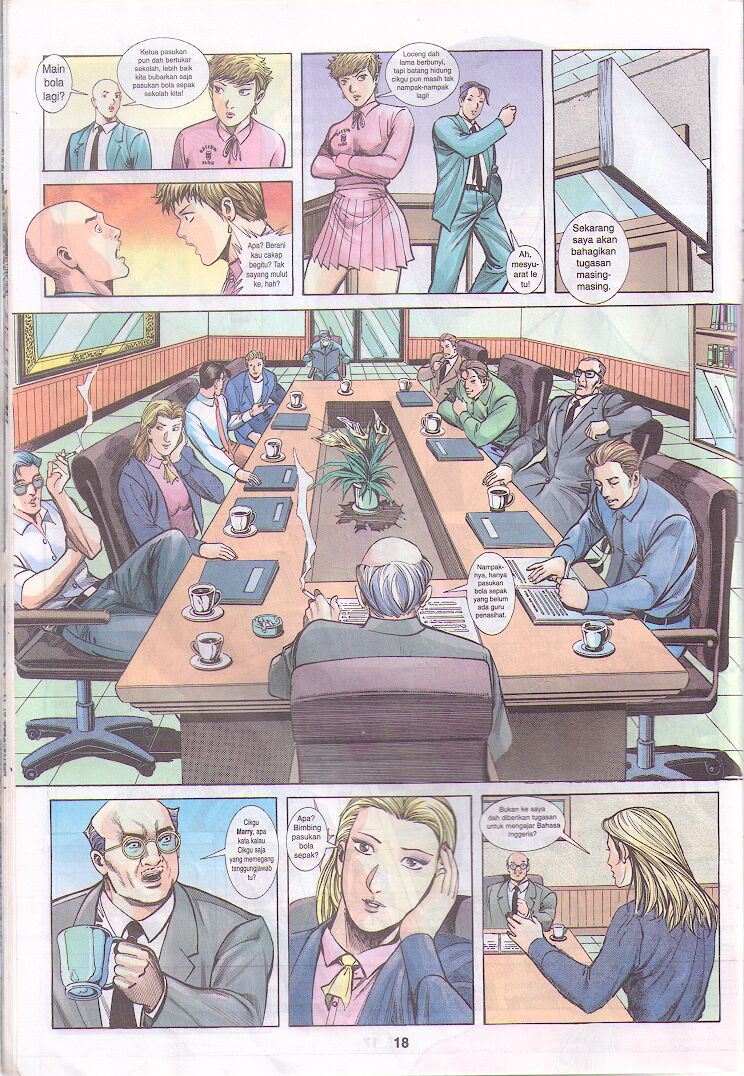 Main
bola
lagi?
Ketua pasukan
pun dah bertukar
sekolah, lebih baik
kita bubarkan saja
pasukan bola sepak
sekolah kita!
Apa? Berani
kau cakap
begitu? Tak
sayang mulut
ke, hah?
Loceng dah
lama berbunyi,
tapi batang hidung
cikgu pun masih tak
nampak-nampak
lagi!
Ah,
mesyu-
arat le
tu!
Sekarang
saya akan
bahagikan
tugasan
masing-
masing.
Nampak-
nya, hanya
pasukan
bola sepak
yang belum
ada guru
penasihat.
Cikgu
Marry, apa
kata kalau
Cikgu saja
yang memegang
tanggungjawab
tu?
Apa?
Bimbing
pasukan
bola
sepak?
Bukan ke saya
dah diberikan tugasan
untuk mengajar Bahasa
Inggeris?
18